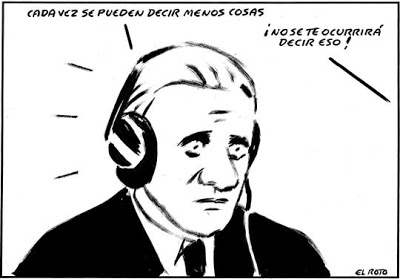 CADA VEZ SE PUEDEN DECIR MENOS COSAS
¡NO SE TE OCURRIRÁ
DECIR ESO!
EL ROTO